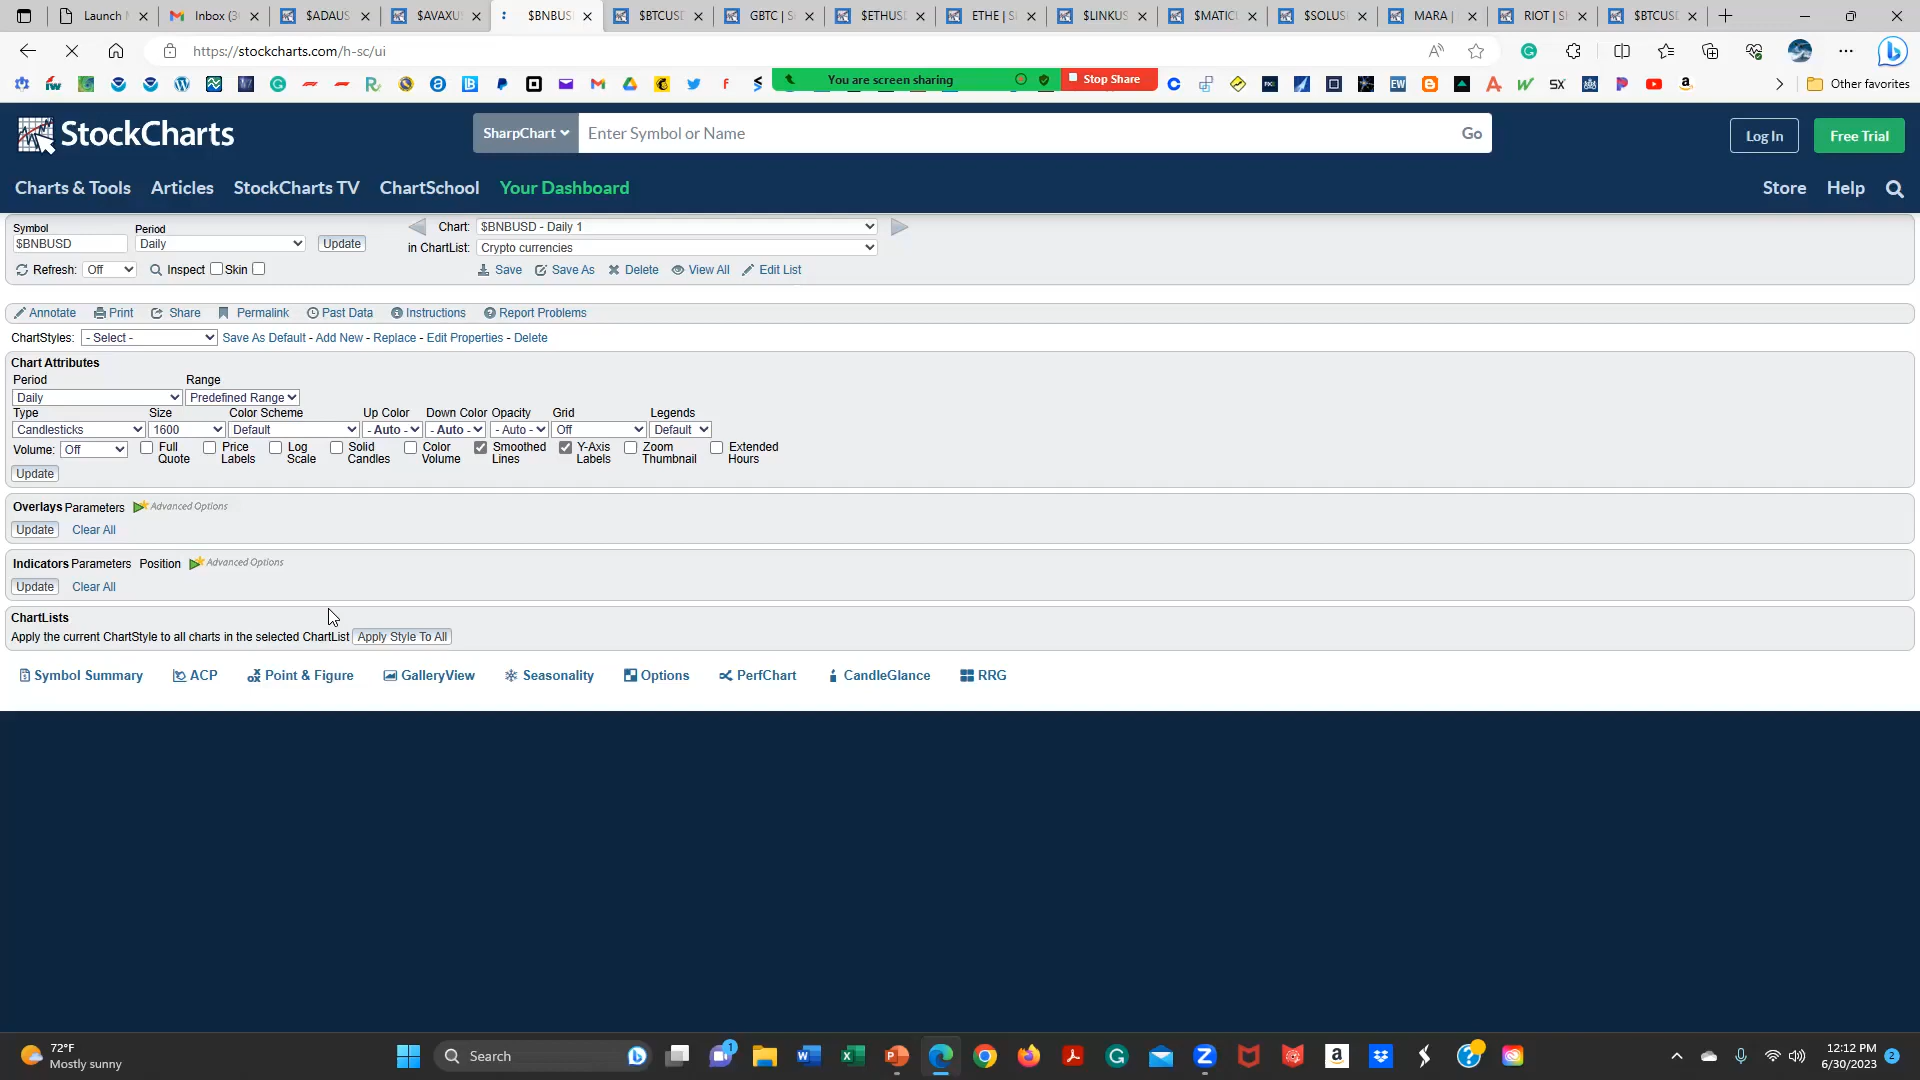 Launch M
Inbox (3
$ADAUS
$AVAXU
$BNBUS
$BTCUSD
GBTC | S
$ETHUSD
ETHE | S
$LINKUS
$MATIC
$SOLUS
MARA |
RIOT | S
$BTCUSD
https://stockcharts.com/h-sc/ui
You are screen sharing
Stop Share
Other favorites
StockCharts
SharpChart
Enter Symbol or Name
Go
Log In
Free Trial
Charts & Tools
Articles
StockCharts TV
ChartSchool
Your Dashboard
Store
Help
Symbol
Period
Chart:
$BNBUSD - Daily 1
$BNBUSD
Daily
Update
in ChartList:
Crypto currencies
Refresh:
Off
Inspect
Skin
Save
Save As
Delete
View All
Edit List
Annotate
Print
Share
Permalink
Past Data
Instructions
Report Problems
ChartStyles:
- Select -
Save As Default - Add New - Replace - Edit Properties - Delete
Chart Attributes
Period
Range
Daily
Predefined Range
Type
Size
Color Scheme
Up Color
Down Color
Opacity
Grid
Legends
Candlesticks
1600
Default
- Auto -
- Auto -
- Auto -
Off
Default
Volume:
Off
Full Quote
Price Labels
Log Scale
Solid Candles
Color Volume
Smoothed Lines
Y-Axis Labels
Zoom Thumbnail
Extended Hours
Update
Overlays Parameters
Advanced Options
Update
Clear All
Indicators Parameters
Position
Advanced Options
Update
Clear All
ChartLists
Apply the current ChartStyle to all charts in the selected ChartList
Apply Style To All
Symbol Summary
ACP
Point & Figure
GalleryView
Seasonality
Options
PerfChart
CandleGlance
RRG
72°F
Mostly sunny
Search
12:12 PM
6/30/2023